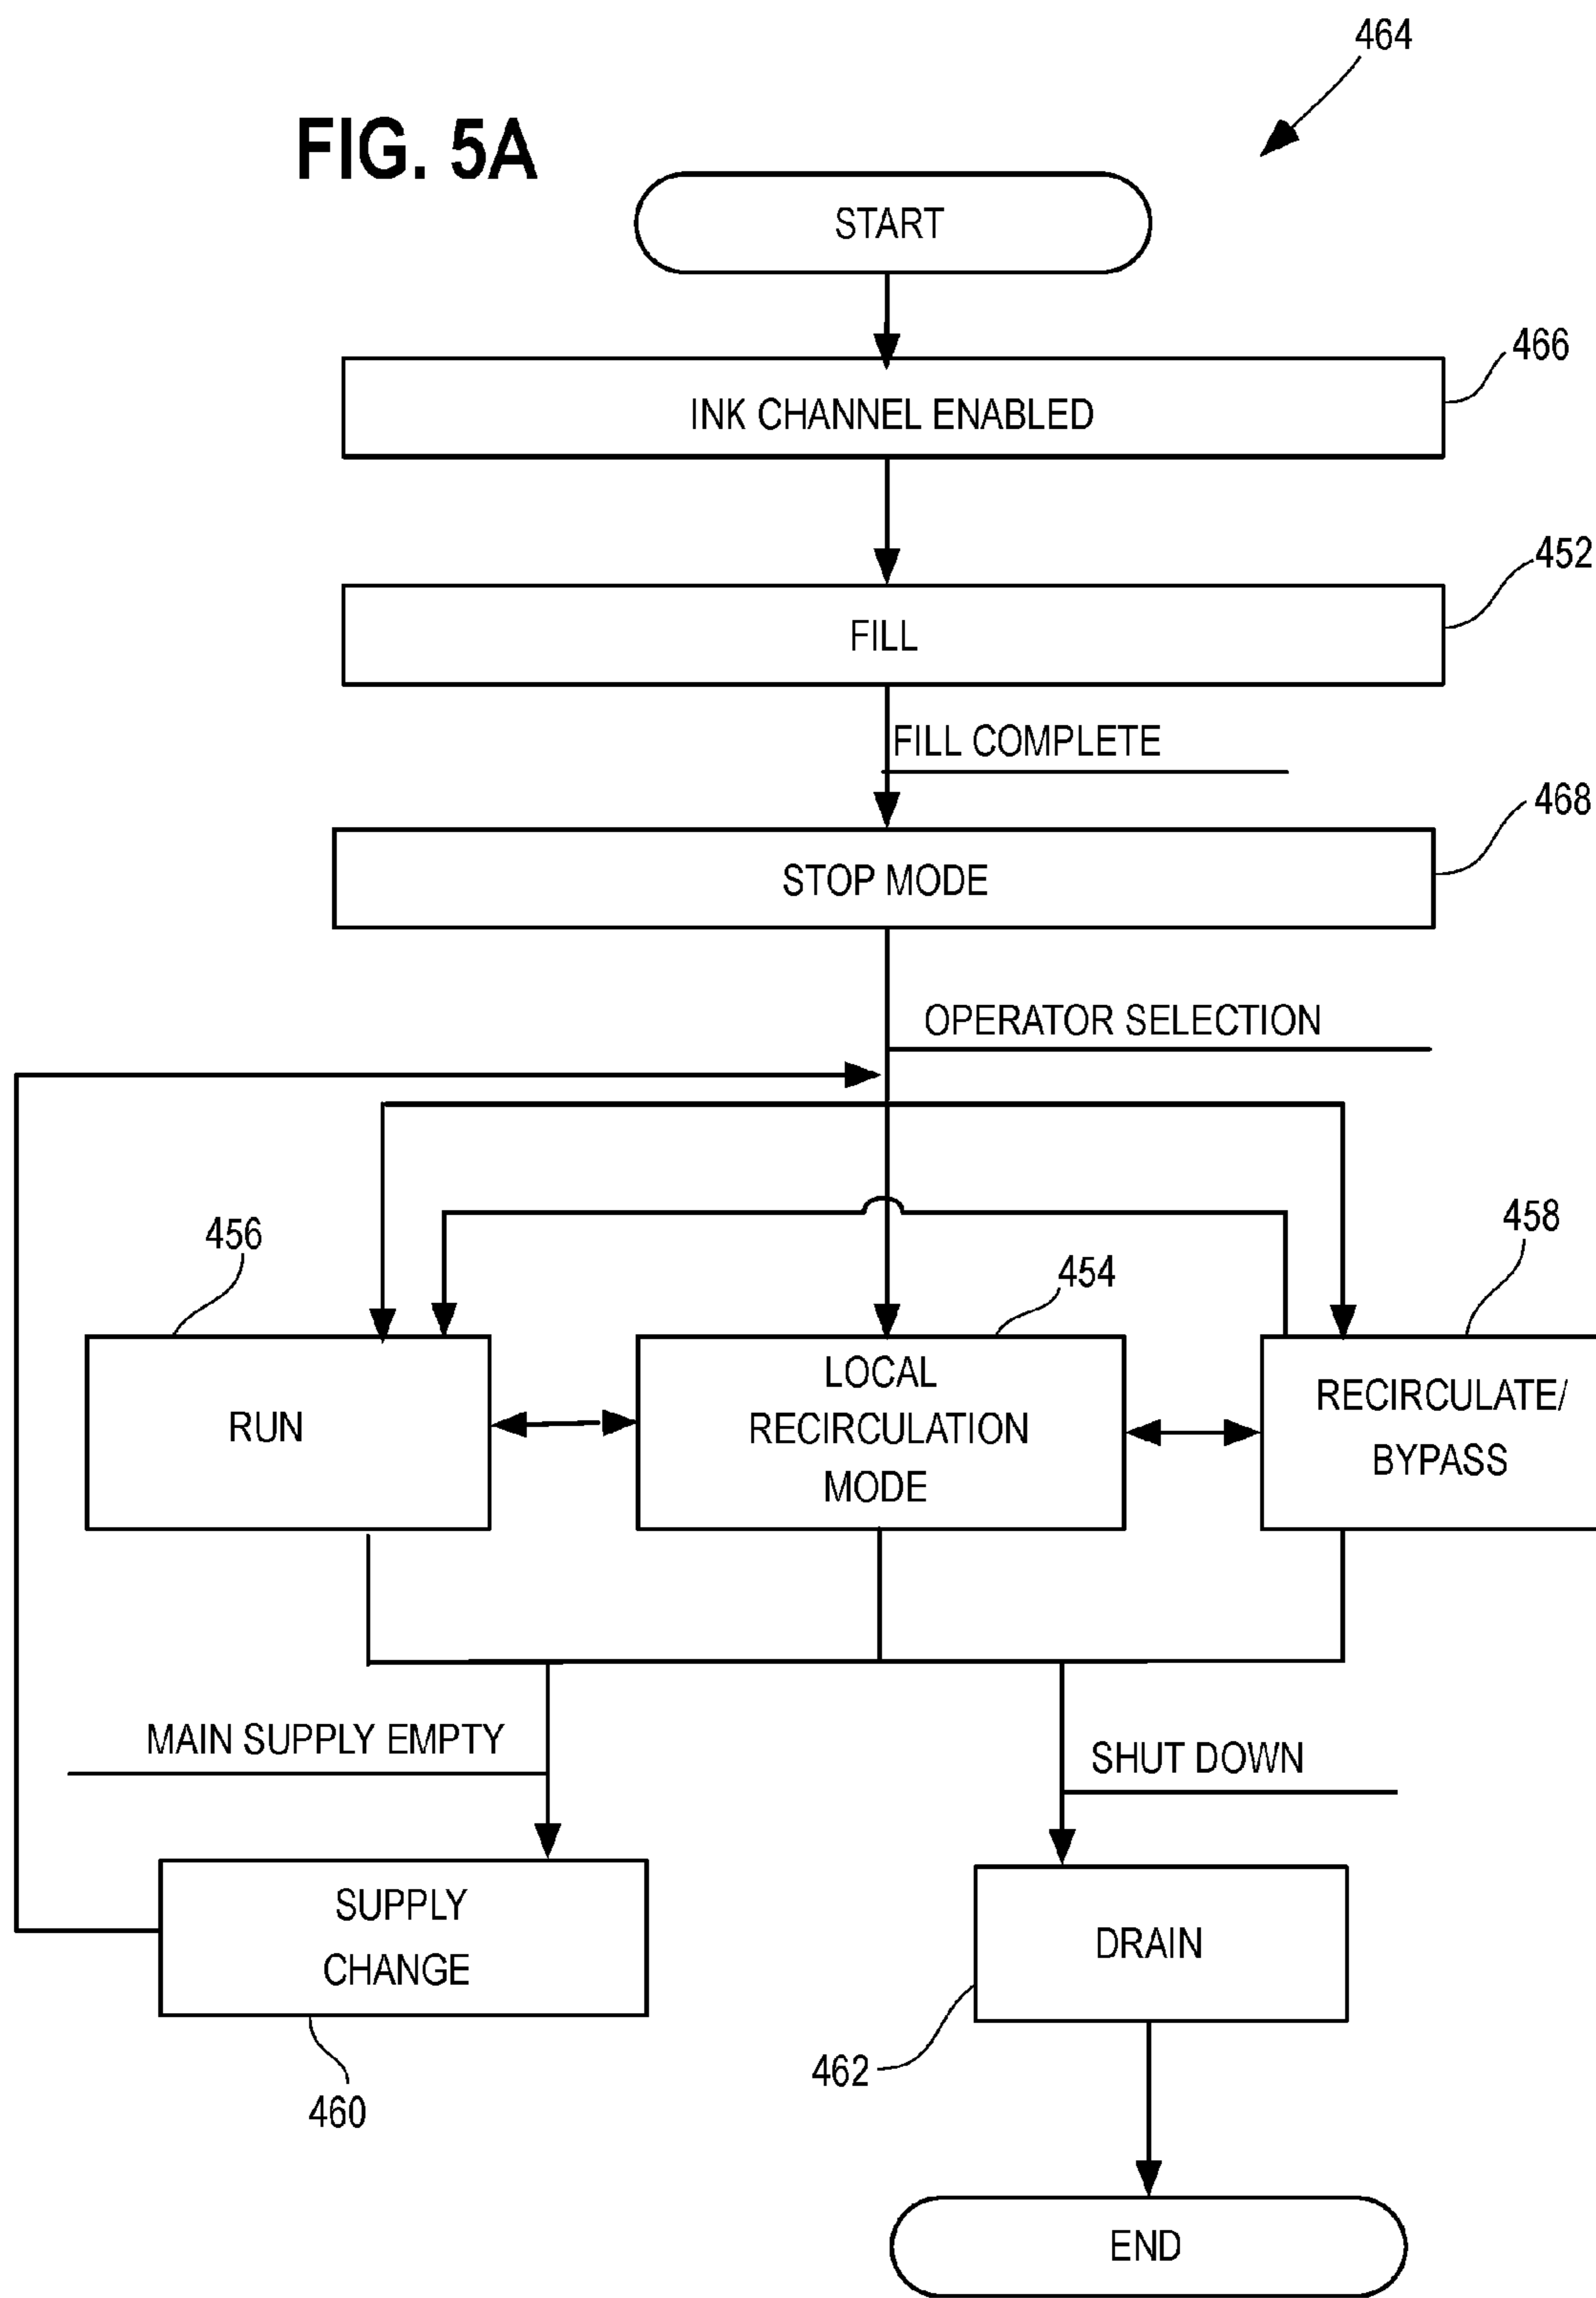 464
FIG. 5A
START
466
INK CHANNEL ENABLED
452
FILL
FILL COMPLETE
468
STOP MODE
OPERATOR SELECTION
456
454
458
RUN
LOCAL
RECIRCULATION
MODE
RECIRCULATE/
BYPASS
MAIN SUPPLY EMPTY
SHUT DOWN
SUPPLY
CHANGE
DRAIN
460
462
END